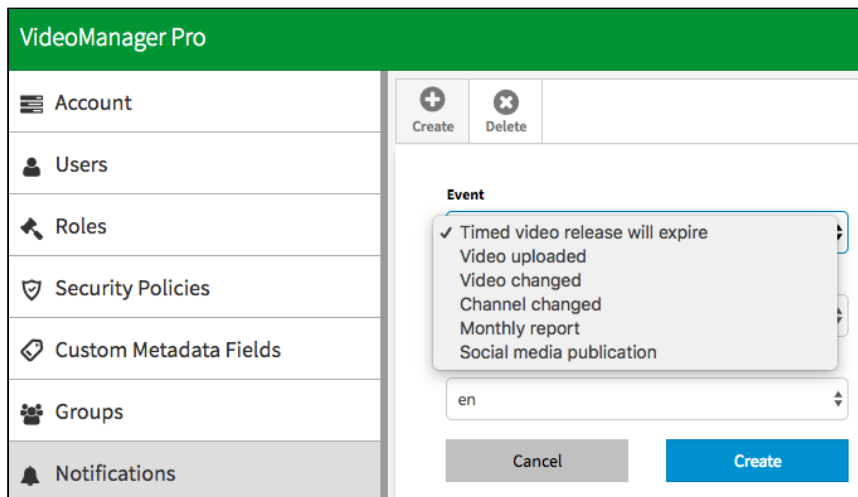 VideoManager Pro
Account
Users
Roles
Security Policies
Custom Metadata Fields
Groups
Notifications
Create
Delete
Event
Timed video release will expire
Video uploaded
Video changed
Channel changed
Monthly report
Social media publication
en
Cancel
Create